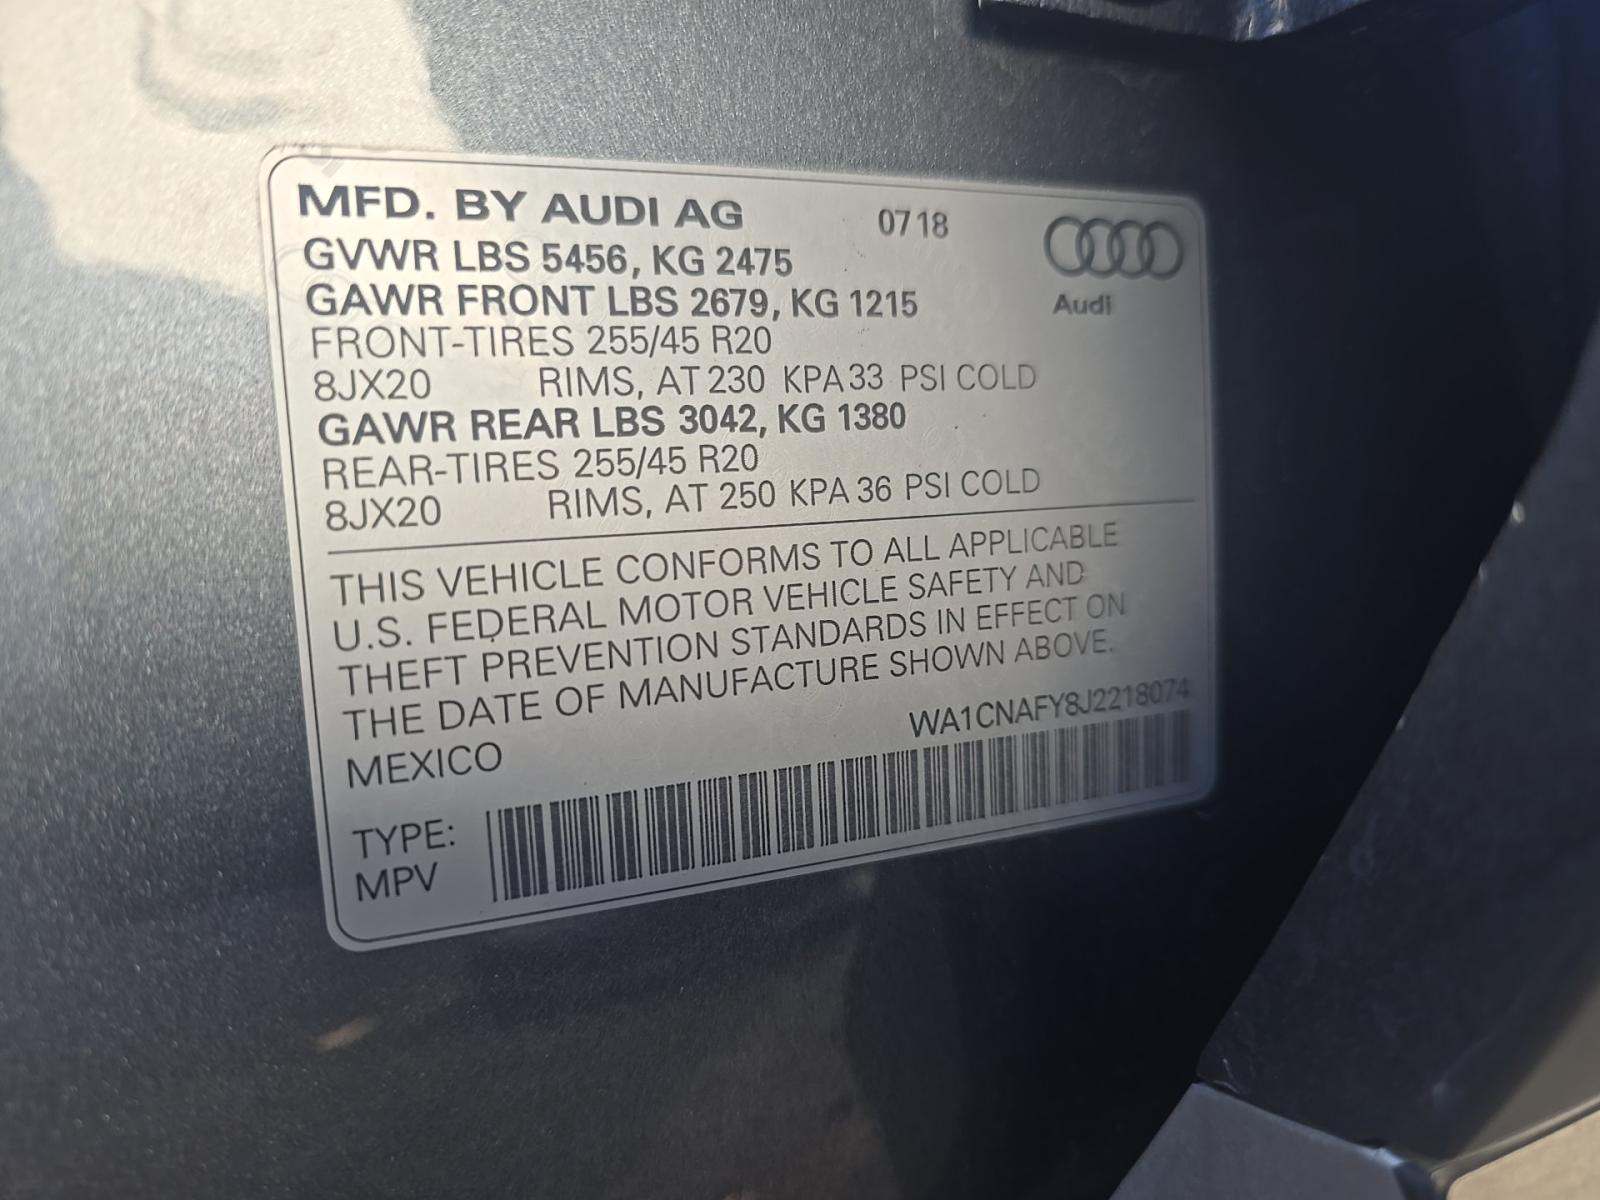 MFD. BY AUDI AG 0718
GVWR LBS 5456, KG 2475
GAWR FRONT LBS 2679, KG 1215
Audi
FRONT-TIRES 255/45 R20
8JX20 RIMS, AT 230 KPA 33 PSI COLD
GAWR REAR LBS 3042, KG 1380
REAR-TIRES 255/45 R20
8JX20 RIMS, AT 250 KPA 36 PSI COLD
THIS VEHICLE CONFORMS TO ALL APPLICABLE
U.S. FEDERAL MOTOR VEHICLE SAFETY AND
THEFT PREVENTION STANDARDS IN EFFECT ON
THE DATE OF MANUFACTURE SHOWN ABOVE.
WA1CNAFY8J2218074
MEXICO
TYPE:
MPV